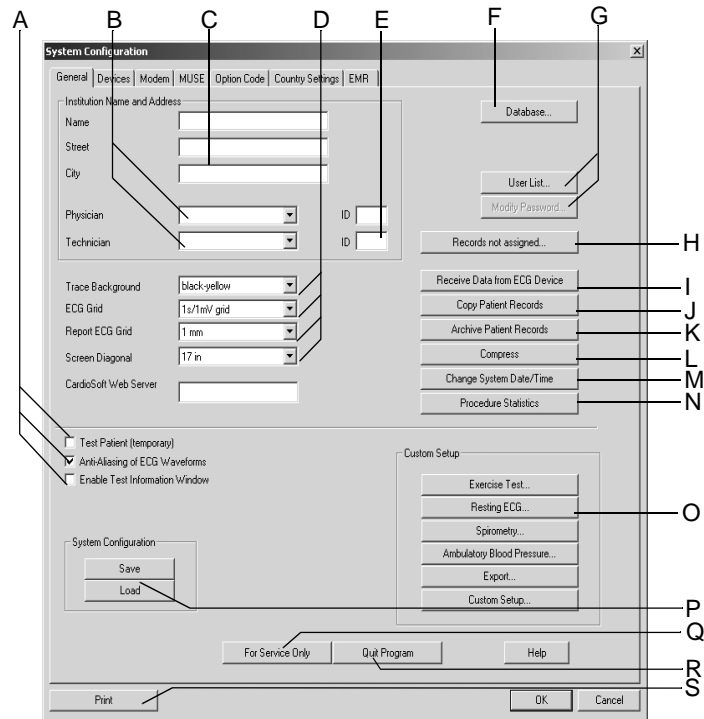 A B C D E F G
System Configuration
General Devices Modem MUSE Option Code Country Settings EMR
Institution Name and Address
Name
Street
City
Physician ID
Technician ID
Database...
User List...
Modify Password...
Records not assigned... H
Trace Background black-yellow
ECG Grid 1s/1mV grid
Report ECG Grid 1 mm
Screen Diagonal 17 in
CardioSoft Web Server
Receive Data from ECG Device I
Copy Patient Records J
Archive Patient Records K
Compress L
Change System Date/Time M
Procedure Statistics N
Test Patient (temporary)
Anti-Aliasing of ECG Waveforms
Enable Test Information Window
Custom Setup
Exercise Test...
Resting ECG... O
Spirometry...
Ambulatory Blood Pressure...
Export...
Custom Setup...
System Configuration
Save
Load
P
Q
For Service Only Quit Program Help
R
S
Print OK Cancel